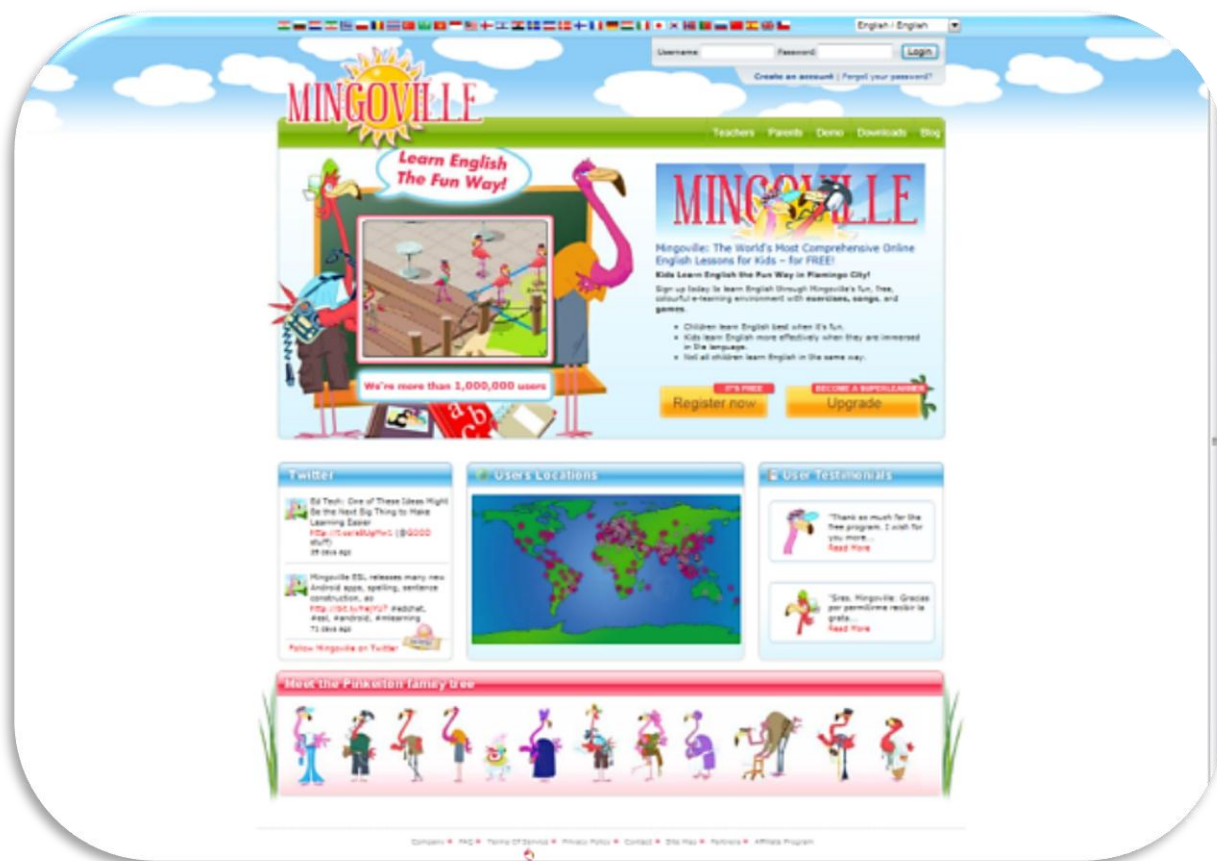 English / English
Username
Password
Login
Create an account | Forgot your password?
MINGOVILLE
Teachers Parents Demo Downloads Blog
Learn English
The Fun Way!
MINGOVILLE
Mingoville: The World's Most Comprehensive Online
English Lessons for Kids – for FREE!
Kids Learn English the Fun Way in Flamingo City!
Sign up today to learn English through Mingoville's fun, free,
colourful e-learning environment with exercises, songs, and
games.
Children learn English best when it's fun.
Kids learn English more effectively when they are immersed
in the language.
Not all children learn English in the same way.
We're more than 1,000,000 users
a b c
IT'S FREE
Register now
BECOME A SUPERLEARNER
Upgrade
Twitter
Ed Tech: One of These Ideas Might
Be the Next Big Thing to Make
Learning Easier
(@GOOD
stuff)
days ago
Mingoville ESL releases many new
Android apps, spelling, sentence
construction, as
#edchat,
#esl, #android, #mlearning
71 days ago
Follow Mingoville on Twitter
Users Locations
User Testimonials
"Thank so much for the
free program. I wish for
you more...
Read More
"Sres. Mingoville: Gracias
por permitirme recibir la
grata...
Read More
Meet the Pinkelton family tree
Company FAQ Terms Of Service Privacy Policy Contact Site Map Partners Affiliate Program